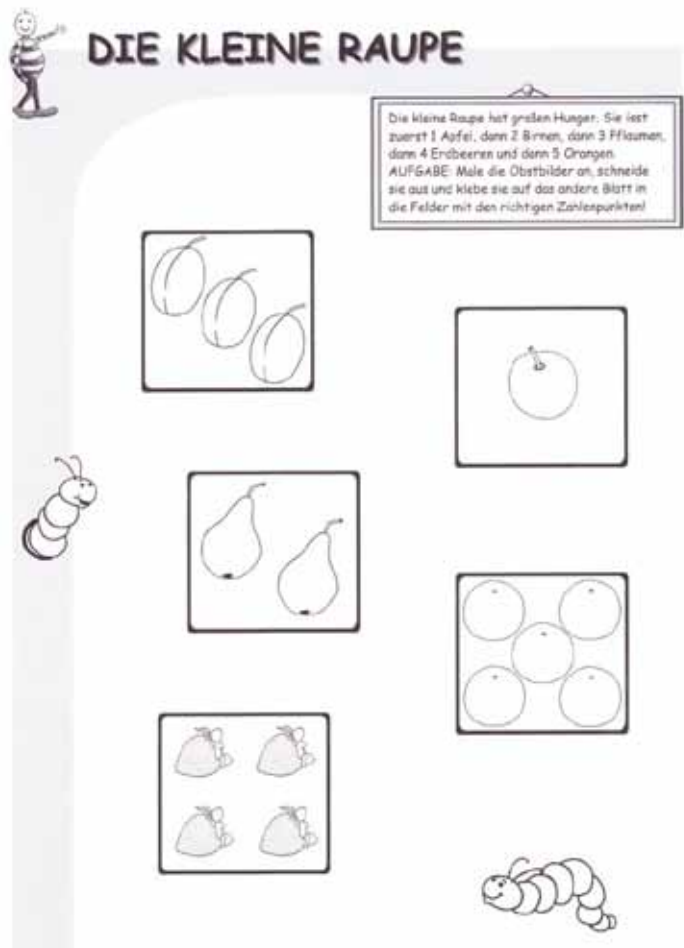 DIE KLEINE RAUPE
Die kleine Raupe hat großen Hunger. Sie isst
zuerst 1 Apfel, dann 2 Birnen, dann 3 Pflaumen,
dann 4 Erdbeeren und dann 5 Orangen.
AUFGABE: Male die Obstbilder an, schneide
sie aus und klebe sie auf das andere Blatt in
die Felder mit den richtigen Zahlenpunkten!